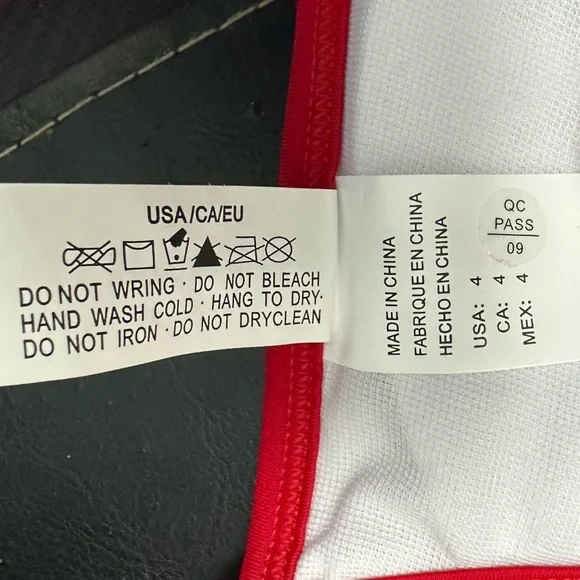 USA/CA/EU
DO NOT WRING · DO NOT BLEACH
HAND WASH COLD · HANG TO DRY·
DO NOT IRON · DO NOT DRYCLEAN
MADE IN CHINA
FABRIQUE EN CHINA
HECHO EN CHINA
USA: 4
CA: 4
MEX: 4
QC
PASS
09